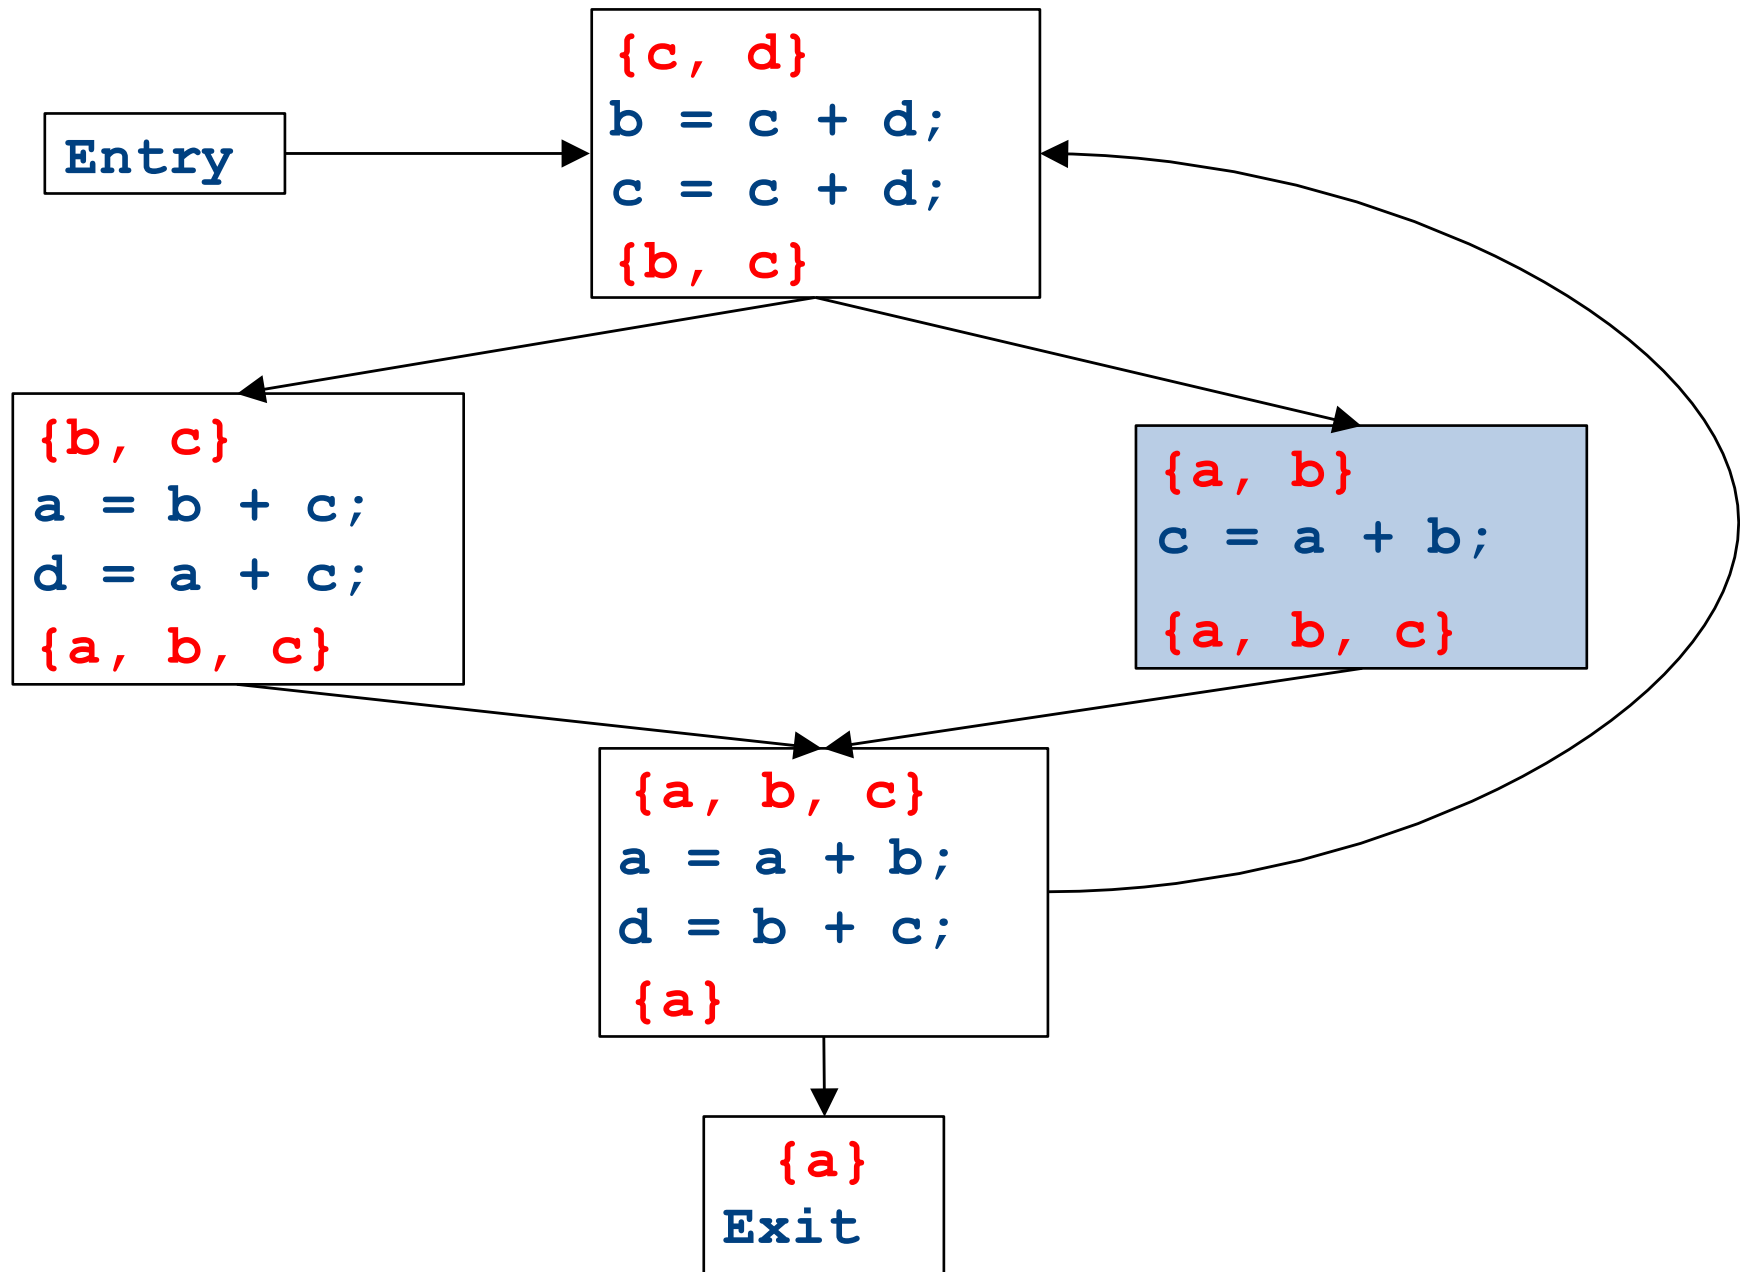 {c, d}
b = c + d;
c = c + d;
{b, c}
Entry
{b, c}
a = b + c;
d = a + c;
{a, b, c}
{a, b}
c = a + b;
{a, b, c}
{a, b, c}
a = a + b;
d = b + c;
{a}
{a}
Exit